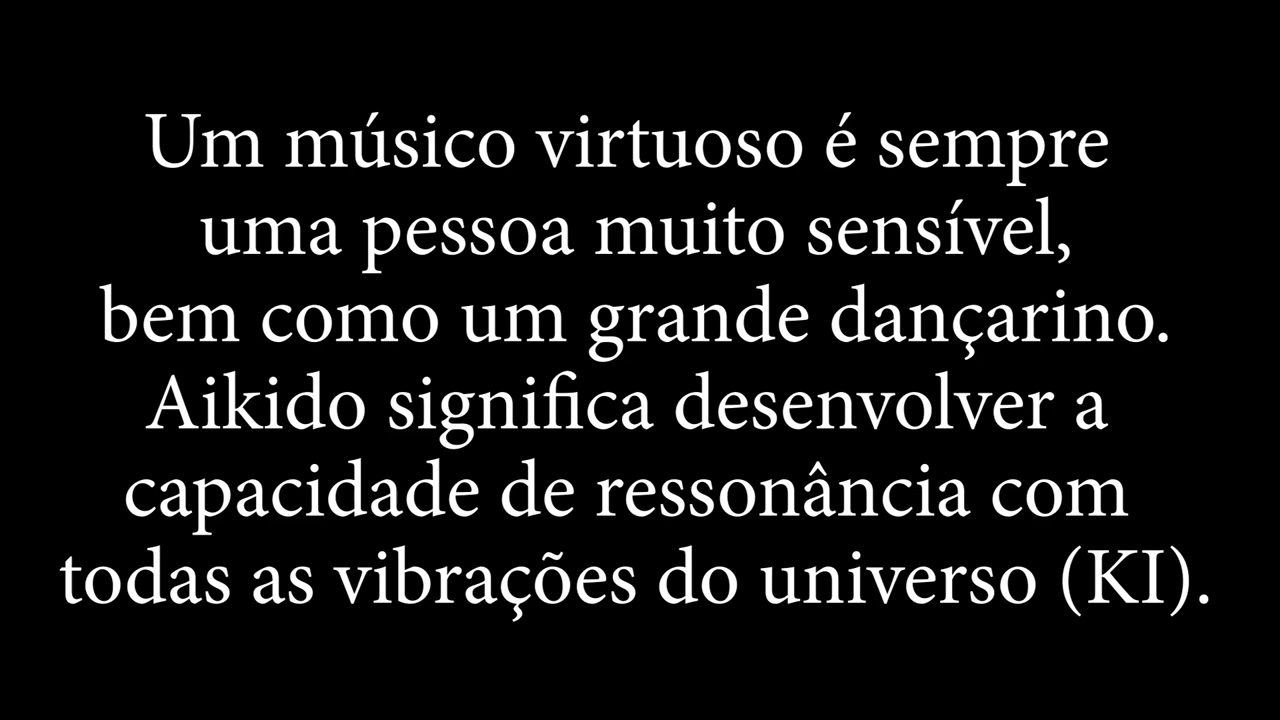 Um músico virtuoso é sempre
uma pessoa muito sensível,
bem como um grande dançarino.
Aikido significa desenvolver a
capacidade de ressonância com
todas as vibrações do universo (KI).